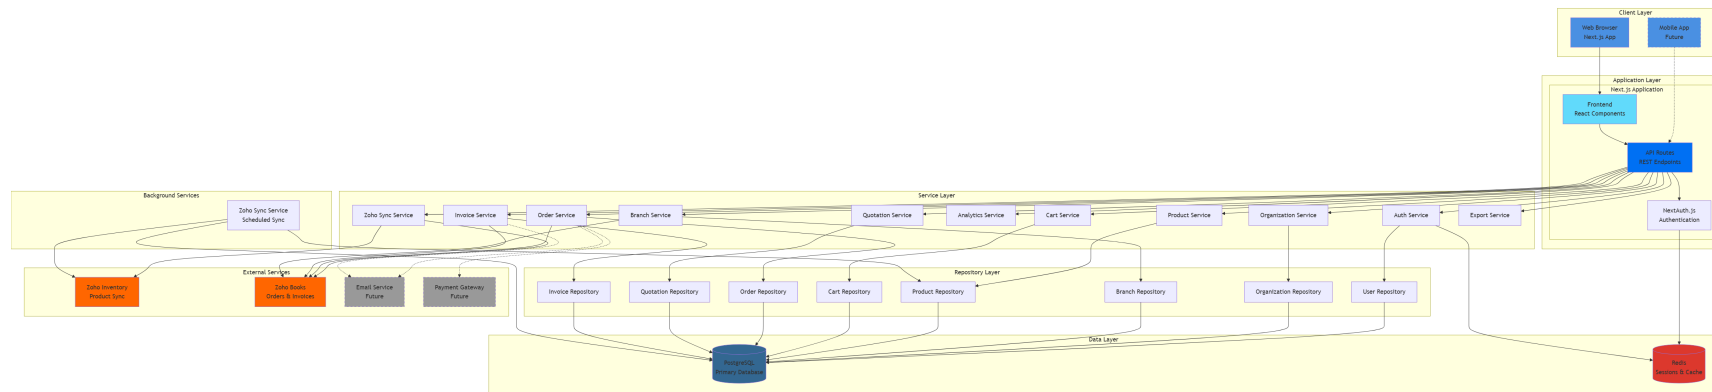 Client Layer
Web Browser
Next.js App
Mobile App
Future
Application Layer
Next.js Application
Frontend
React Components
API Routes
REST Endpoints
NextAuth.js
Authentication
Background Services
Zoho Sync Service
Scheduled Sync
Service Layer
Zoho Sync Service
Invoice Service
Order Service
Branch Service
Quotation Service
Analytics Service
Cart Service
Product Service
Organization Service
Auth Service
Export Service
External Services
Zoho Inventory
Product Sync
Zoho Books
Orders & Invoices
Email Service
Future
Payment Gateway
Future
Repository Layer
Invoice Repository
Quotation Repository
Order Repository
Cart Repository
Product Repository
Branch Repository
Organization Repository
User Repository
Data Layer
PostgreSQL
Primary Database
Redis
Sessions & Cache